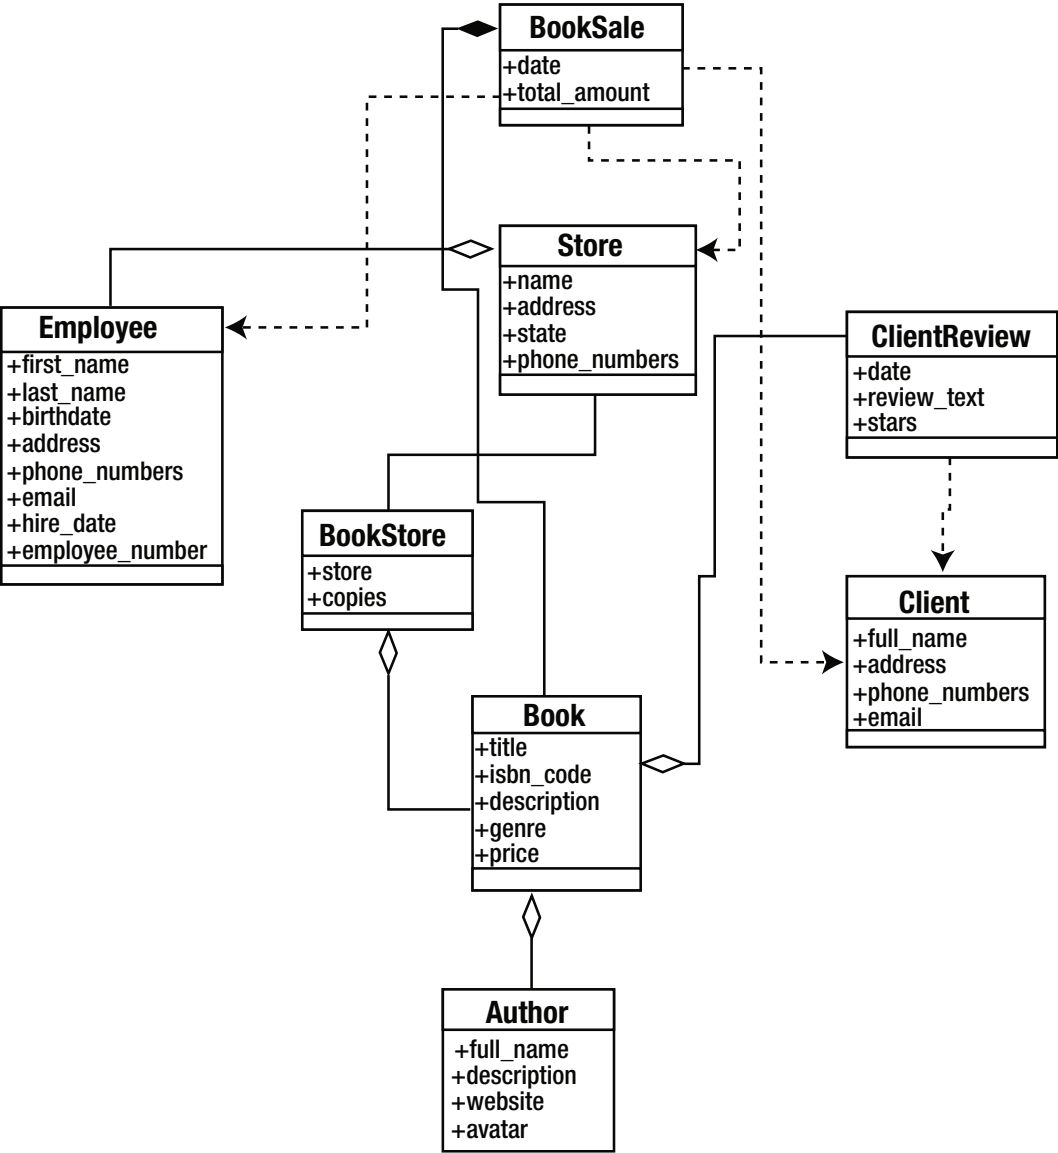 BookSale
+date
+total_amount
Store
+name
+address
+state
+phone_numbers
Employee
+first_name
+last_name
+birthdate
+address
+phone_numbers
+email
+hire_date
+employee_number
ClientReview
+date
+review_text
+stars
BookStore
+store
+copies
Client
+full_name
+address
+phone_numbers
+email
Book
+title
+isbn_code
+description
+genre
+price
Author
+full_name
+description
+website
+avatar